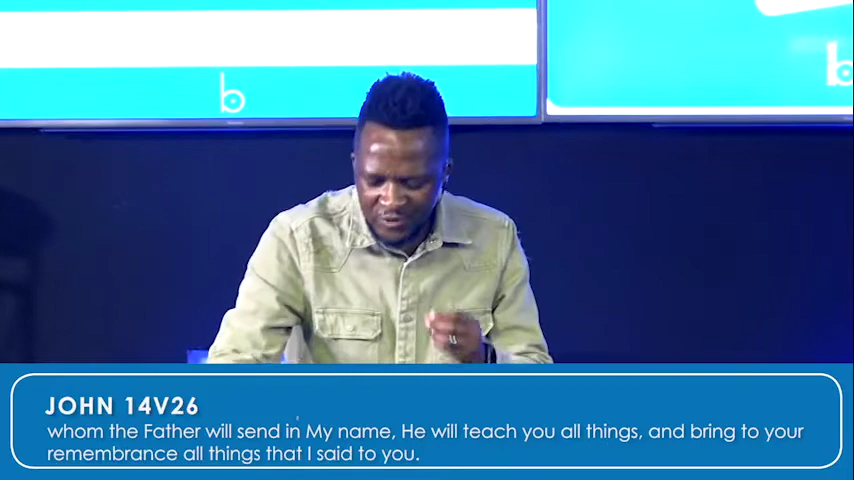 b
b
JOHN 14V26
whom the Father will send in My name, He will teach you all things, and bring to your
remembrance all things that I said to you.